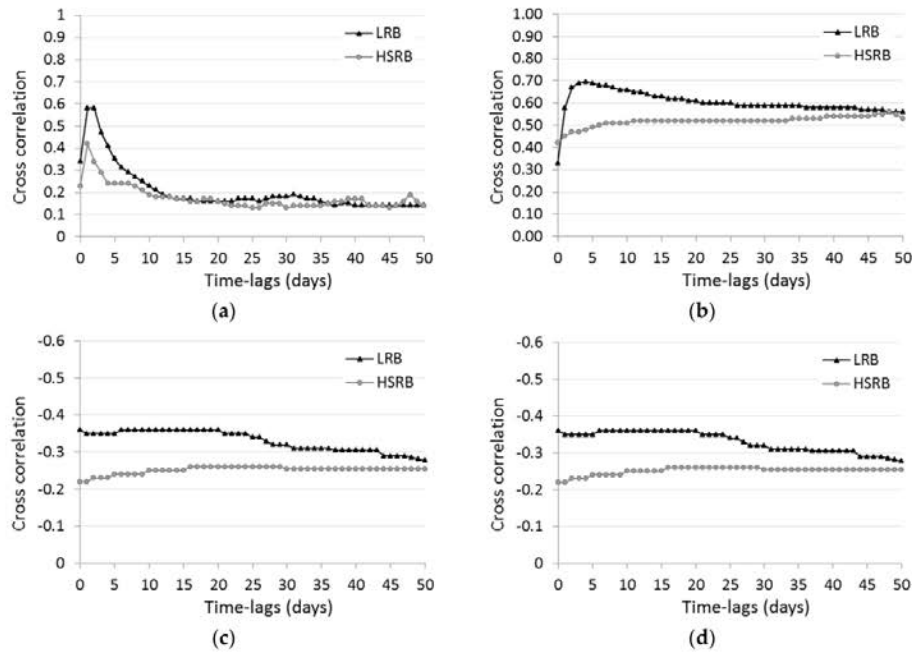 1
0.9
0.8
0.7
0.6
0.5
0.4
0.3
0.2
0.1
0
Cross correlation
LRB
HSRB
0 5 10 15 20 25 30 35 40 45 50
Time-lags (days)
(a)
1.00
0.90
0.80
0.70
0.60
0.50
0.40
0.30
0.20
0.10
0.00
Cross correlation
LRB
HSRB
0 5 10 15 20 25 30 35 40 45 50
Time-lags (days)
(b)
-0.6
-0.5
-0.4
-0.3
-0.2
-0.1
0
Cross correlation
LRB
HSRB
0 5 10 15 20 25 30 35 40 45 50
Time-lags (days)
(c)
-0.6
-0.5
-0.4
-0.3
-0.2
-0.1
0
Cross correlation
LRB
HSRB
0 5 10 15 20 25 30 35 40 45 50
Time-lags (days)
(d)